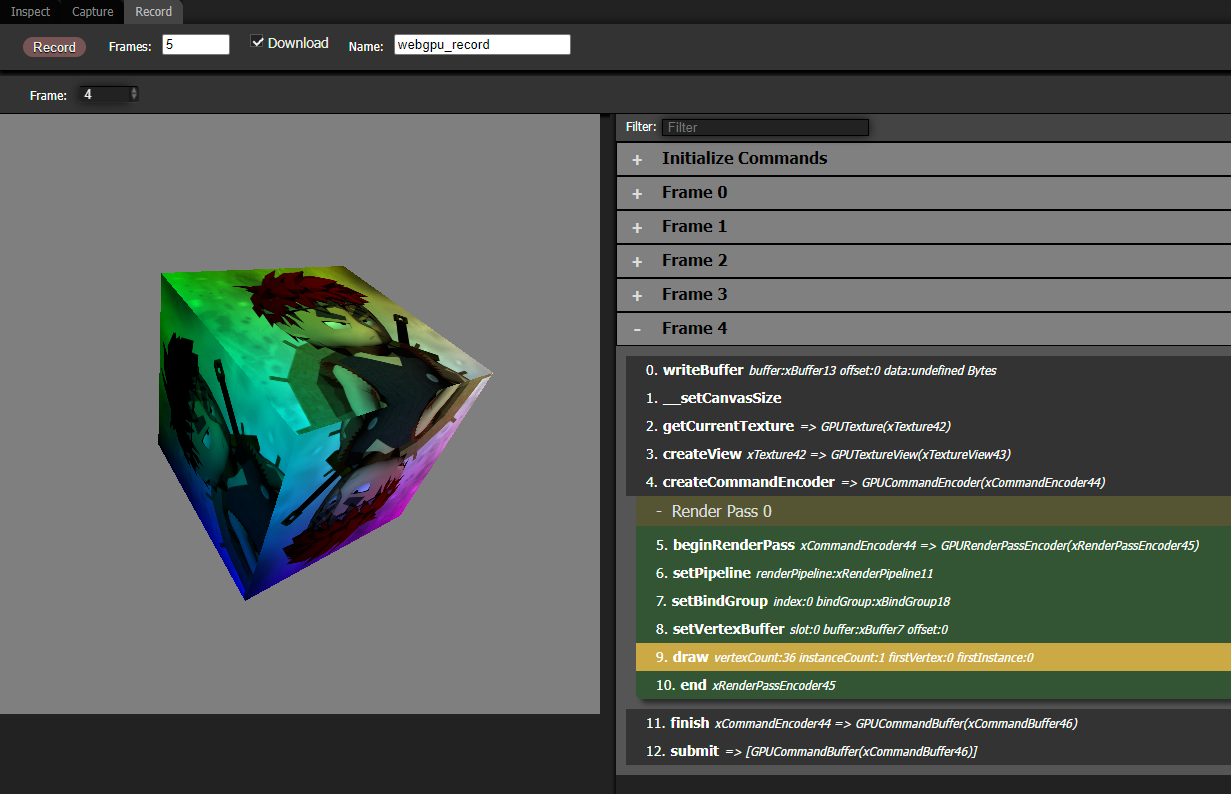 Inspect Capture Record
Record Frames: 5 Download Name: webgpu_record
Frame: 4
Filter: Filter
+ Initialize Commands
+ Frame 0
+ Frame 1
+ Frame 2
+ Frame 3
- Frame 4
0. writeBuffer buffer:xBuffer13 offset:0 data:undefined Bytes
1. __setCanvasSize
2. getCurrentTexture => GPUTexture(xTexture42)
3. createView xTexture42 => GPUTextureView(xTextureView43)
4. createCommandEncoder => GPUCommandEncoder(xCommandEncoder44)
- Render Pass 0
5. beginRenderPass xCommandEncoder44 => GPURenderPassEncoder(xRenderPassEncoder45)
6. setPipeline renderPipeline:xRenderPipeline11
7. setBindGroup index:0 bindGroup:xBindGroup18
8. setVertexBuffer slot:0 buffer:xBuffer7 offset:0
9. draw vertexCount:36 instanceCount:1 firstVertex:0 firstInstance:0
10. end xRenderPassEncoder45
11. finish xCommandEncoder44 => GPUCommandBuffer(xCommandBuffer46)
12. submit => [GPUCommandBuffer(xCommandBuffer46)]